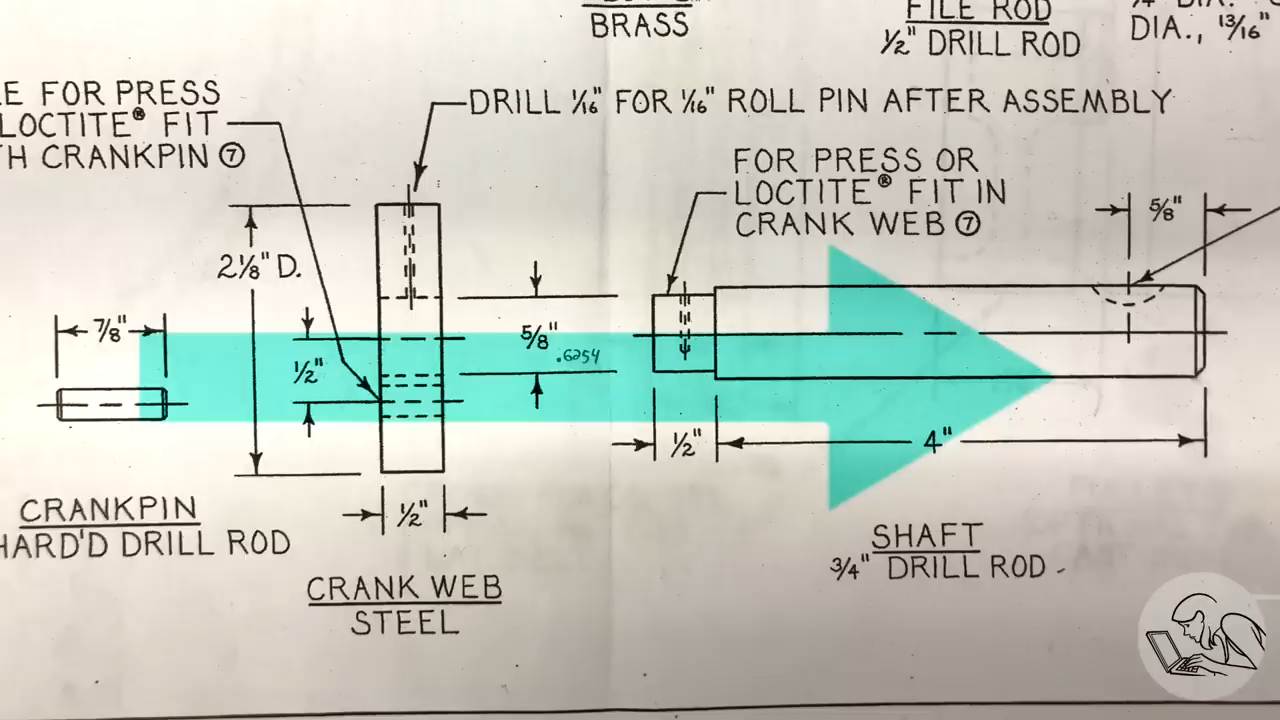 BRASS
FILE ROD
½" DRILL ROD
DIA., 13/16"
FOR PRESS
LOCTITE® FIT
CRANKPIN ⑦
DRILL 1/16" FOR 1/16" ROLL PIN AFTER ASSEMBLY
FOR PRESS OR
LOCTITE® FIT IN
CRANK WEB ⑦
5/8"
2⅛" D.
7/8"
½"
5/8"
.6254
½"
4"
½"
CRANKPIN
HARD'D DRILL ROD
CRANK WEB
STEEL
SHAFT
3/4" DRILL ROD